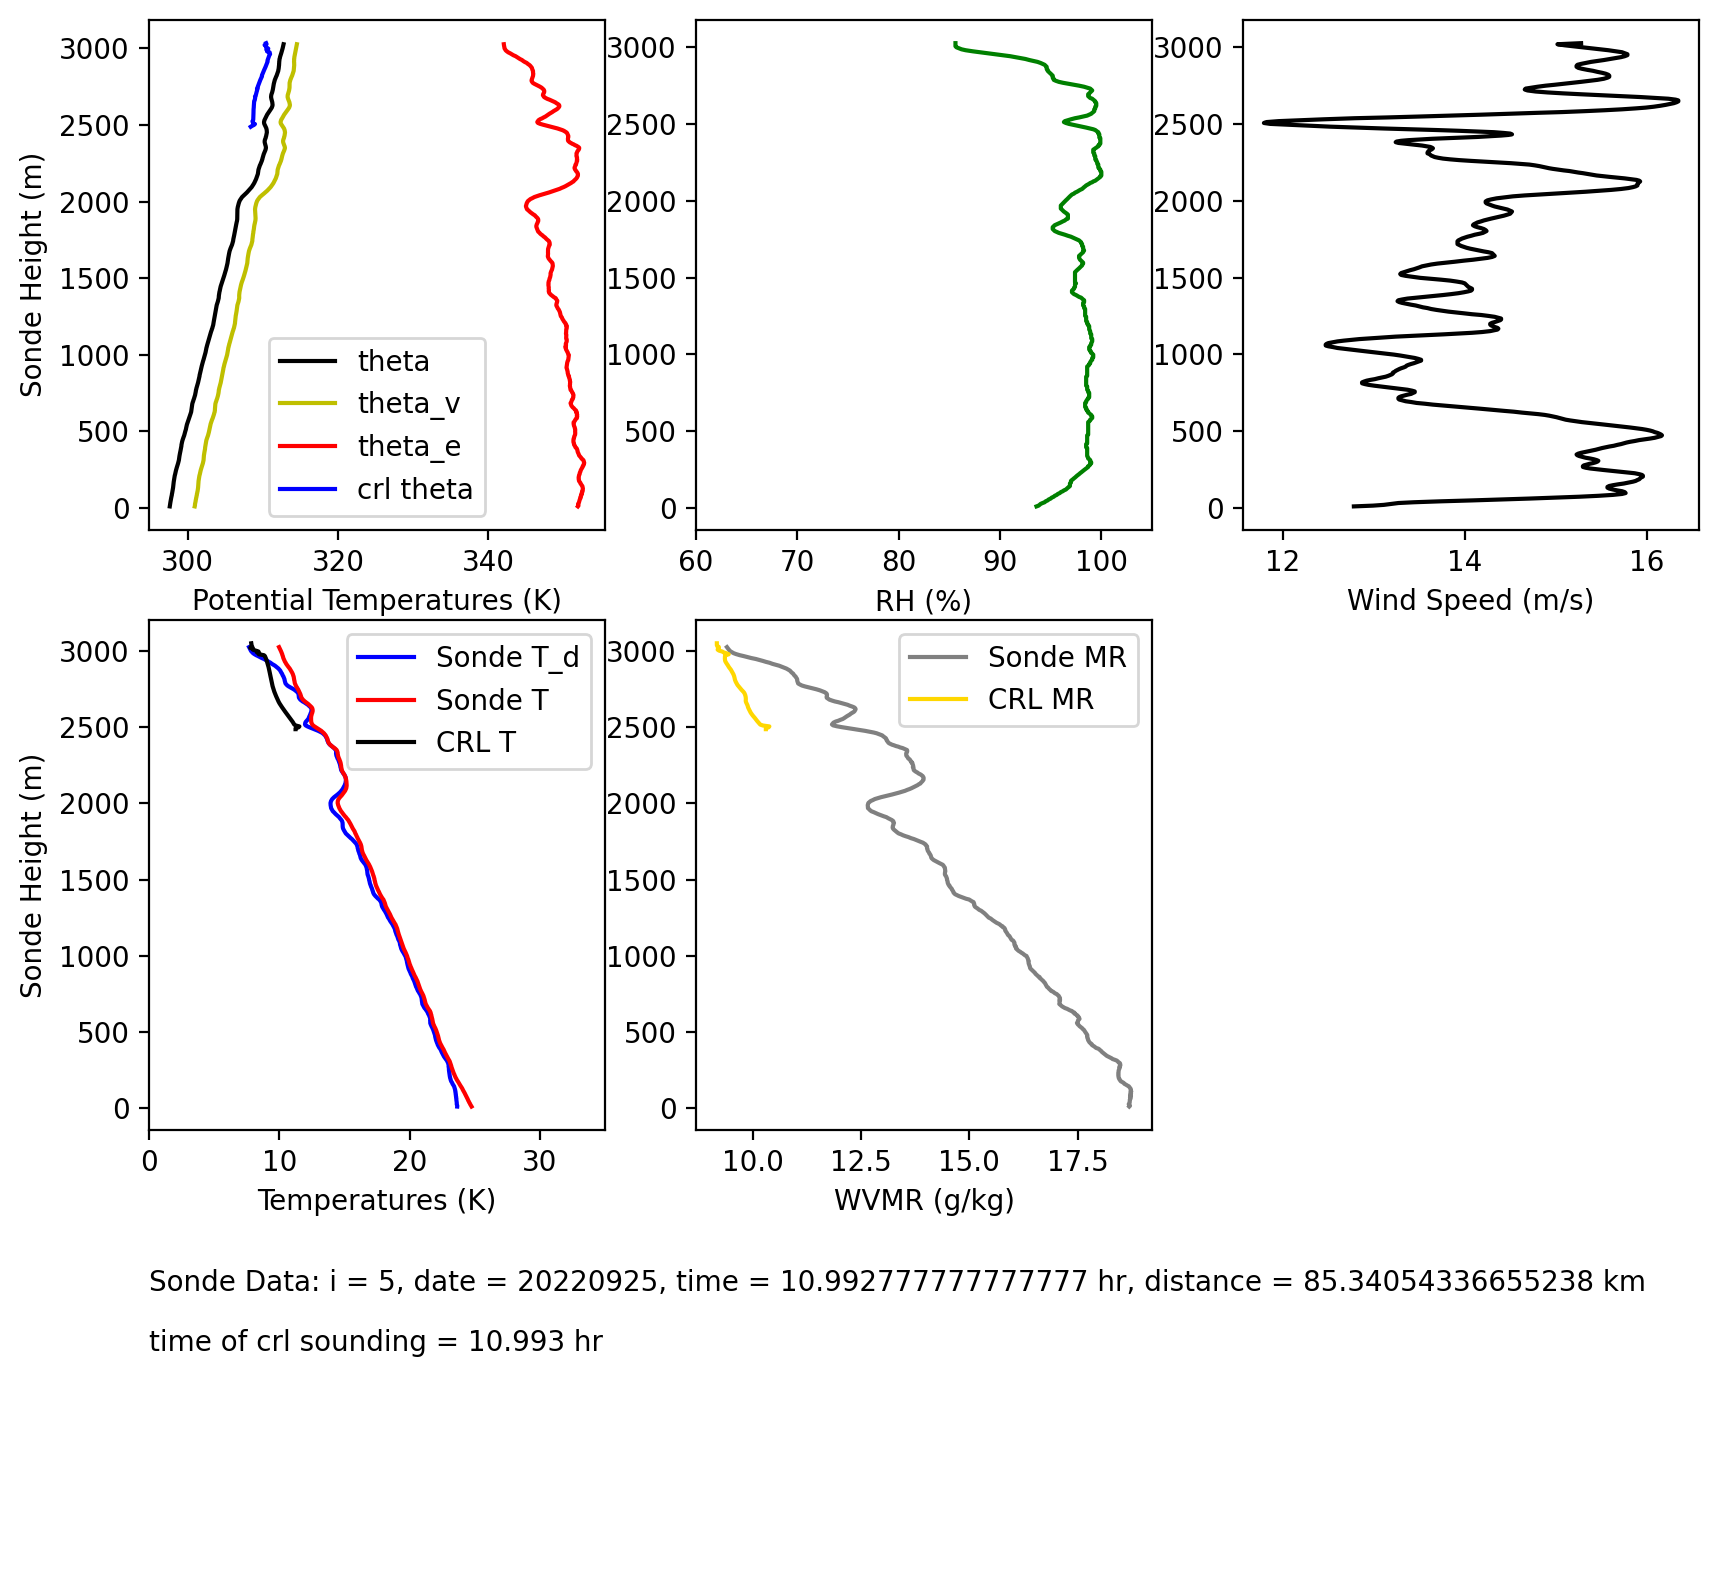 3000
2500
2000
1500
1000
500
0
Sonde Height (m)
300 320 340
Potential Temperatures (K)
theta
theta_v
theta_e
crl theta
3000
2500
2000
1500
1000
500
0
60 70 80 90 100
RH (%)
3000
2500
2000
1500
1000
500
0
12 14 16
Wind Speed (m/s)
3000
2500
2000
1500
1000
500
0
Sonde Height (m)
0 10 20 30
Temperatures (K)
Sonde T_d
Sonde T
CRL T
3000
2500
2000
1500
1000
500
0
10.0 12.5 15.0 17.5
WVMR (g/kg)
Sonde MR
CRL MR
Sonde Data: i = 5, date = 20220925, time = 10.992777777777777 hr, distance = 85.34054336655238 km
time of crl sounding = 10.993 hr